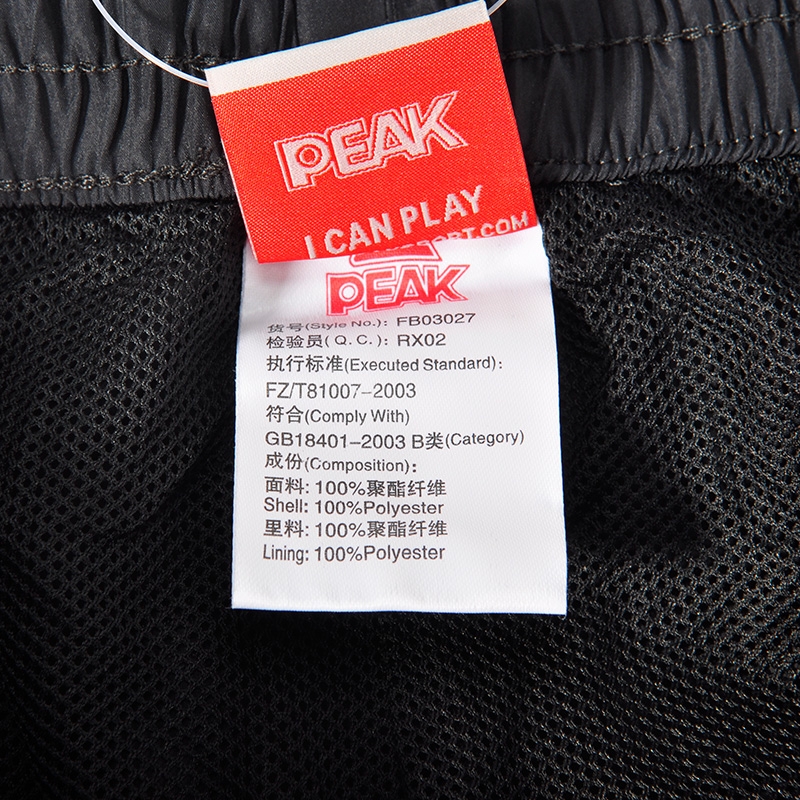 PEAK
I CAN PLAY
PEAK
货号(Style No.): FB03027
检验员(Q.C.): RX02
执行标准(Executed Standard):
FZ/T81007-2003
符合(Comply With)
GB18401-2003 B类(Category)
成份(Composition):
面料: 100%聚酯纤维
Shell: 100%Polyester
里料: 100%聚酯纤维
Lining: 100%Polyester